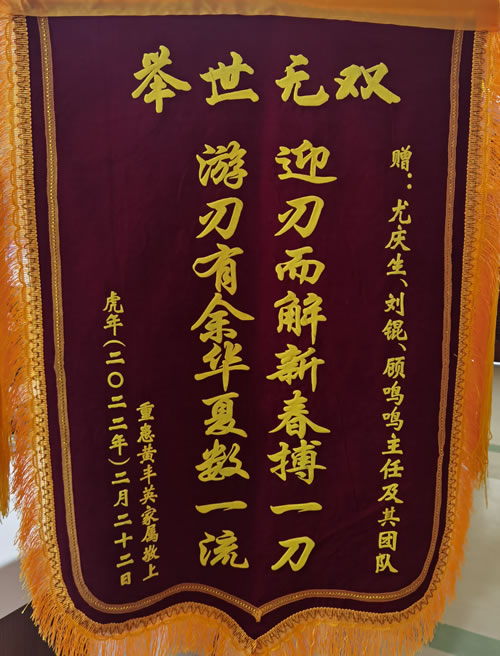 举世无双
赠：尤庆生、刘锟、顾鸣鸣主任及其团队
迎刃而解新春搏一刀
游刃有余华夏数一流
重患黄丰英家属敬上
虎年(二〇二二年)二月二十二日